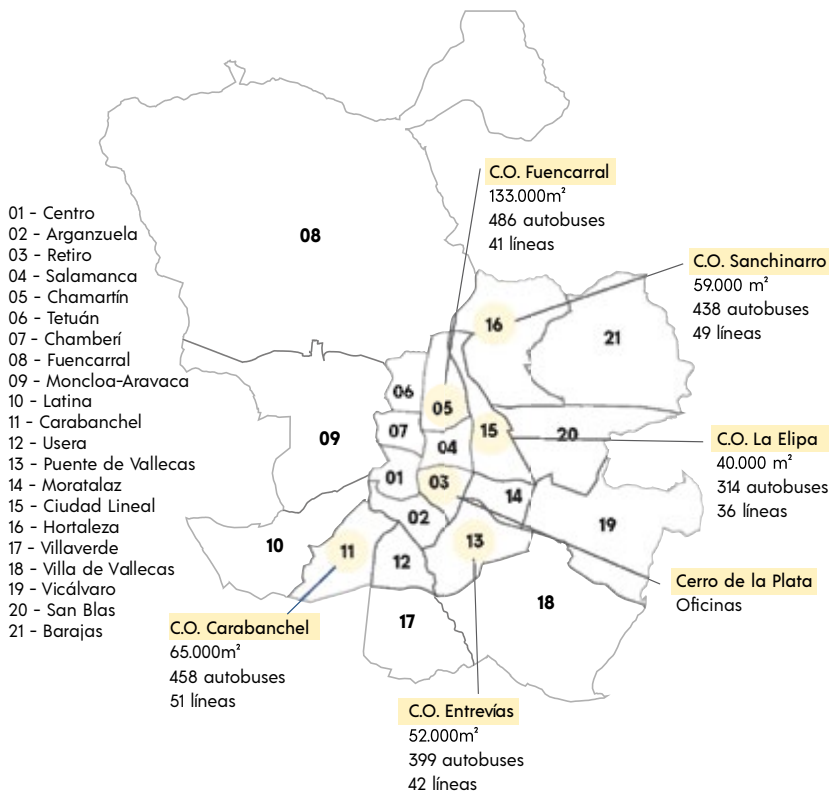 01 - Centro
02 - Arganzuela
03 - Retiro
04 - Salamanca
05 - Chamartín
06 - Tetuán
07 - Chamberí
08 - Fuencarral
09 - Moncloa-Aravaca
10 - Latina
11 - Carabanchel
12 - Usera
13 - Puente de Vallecas
14 - Moratalaz
15 - Ciudad Lineal
16 - Hortaleza
17 - Villaverde
18 - Villa de Vallecas
19 - Vicálvaro
20 - San Blas
21 - Barajas
C.O. Fuencarral
133.000m²
486 autobuses
41 líneas
C.O. Sanchinarro
59.000 m²
438 autobuses
49 líneas
C.O. La Elipa
40.000 m²
314 autobuses
36 líneas
Cerro de la Plata
Oficinas
C.O. Carabanchel
65.000m²
458 autobuses
51 líneas
C.O. Entrevías
52.000m²
399 autobuses
42 líneas
08
16
21
06
05
07
15
20
09
04
01
03
14
02
19
10
11
12
13
17
18